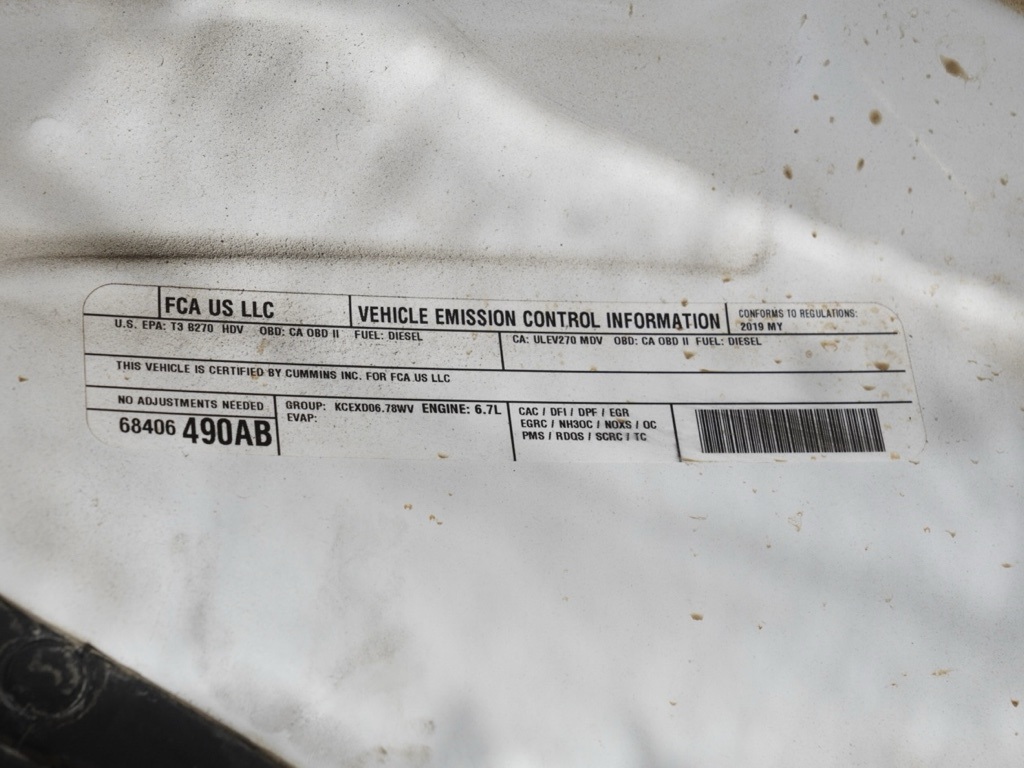 FCA US LLC
VEHICLE EMISSION CONTROL INFORMATION
CONFORMS TO REGULATIONS:
2019 MY
U.S. EPA: T3 B270 HDV OBD: CA OBD II FUEL: DIESEL
CA: ULEV270 MDV OBD: CA OBD II FUEL: DIESEL
THIS VEHICLE IS CERTIFIED BY CUMMINS INC. FOR FCA US LLC
NO ADJUSTMENTS NEEDED
68406 490AB
GROUP: KCEXD06.78WV ENGINE: 6.7L
EVAP:
CAC / DFI / DPF / EGR
EGRC / NH3OC / NOXS / OC
PMS / RDQS / SCRC / TC